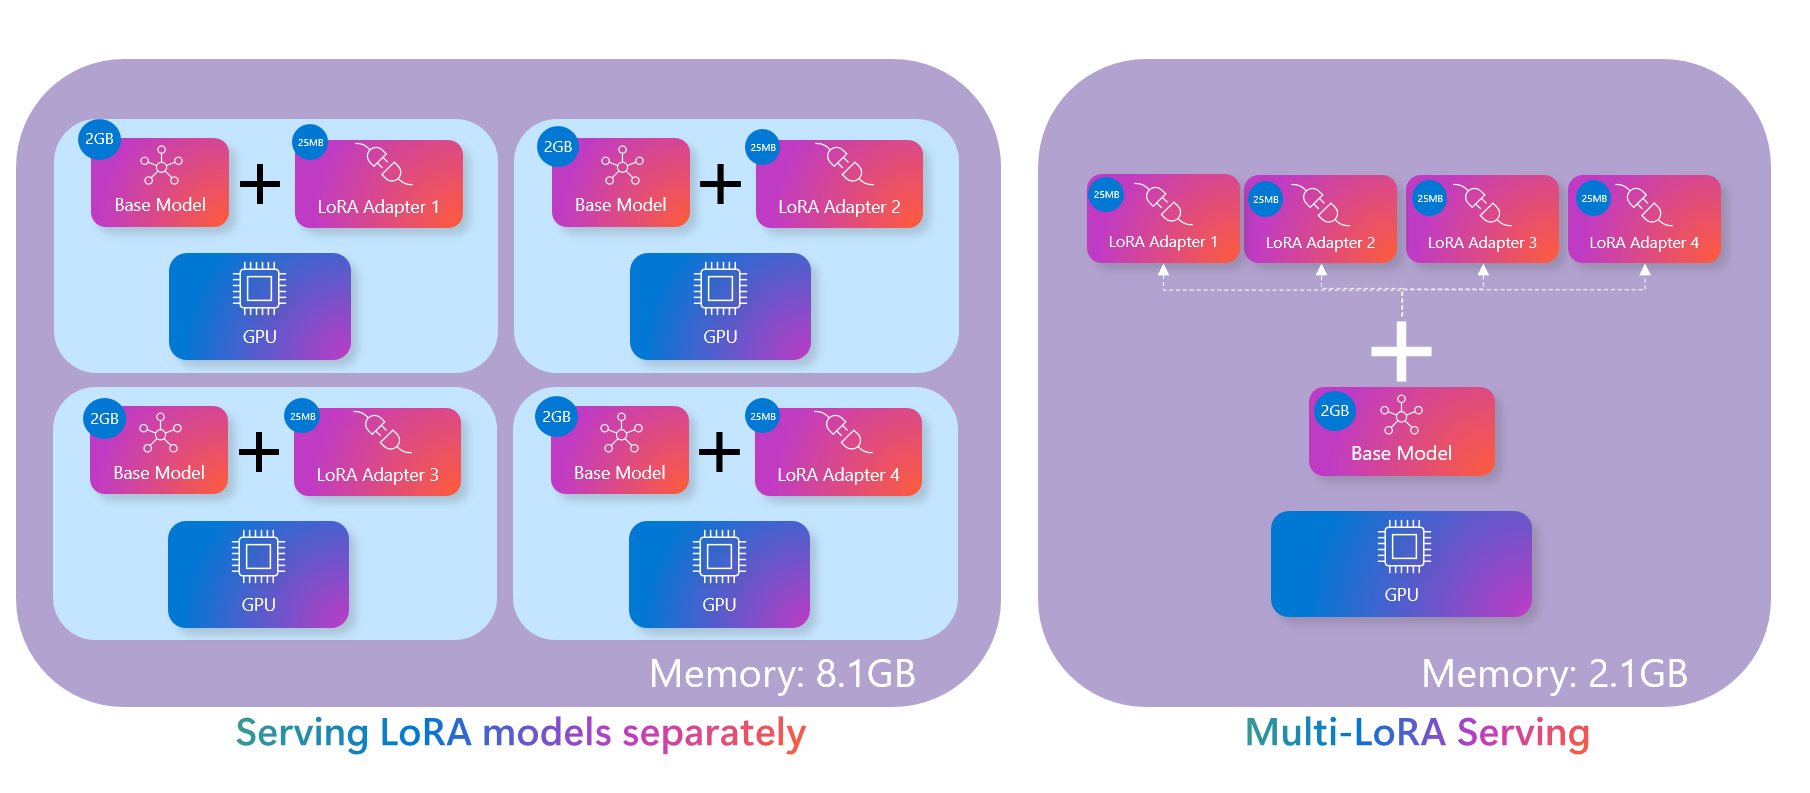 2GB
Base Model
25MB
LoRA Adapter 1
GPU
2GB
Base Model
25MB
LoRA Adapter 2
GPU
2GB
Base Model
25MB
LoRA Adapter 3
GPU
2GB
Base Model
25MB
LoRA Adapter 4
GPU
Memory: 8.1GB
Serving LoRA models separately
25MB
LoRA Adapter 1
25MB
LoRA Adapter 2
25MB
LoRA Adapter 3
25MB
LoRA Adapter 4
2GB
Base Model
GPU
Memory: 2.1GB
Multi-LoRA Serving